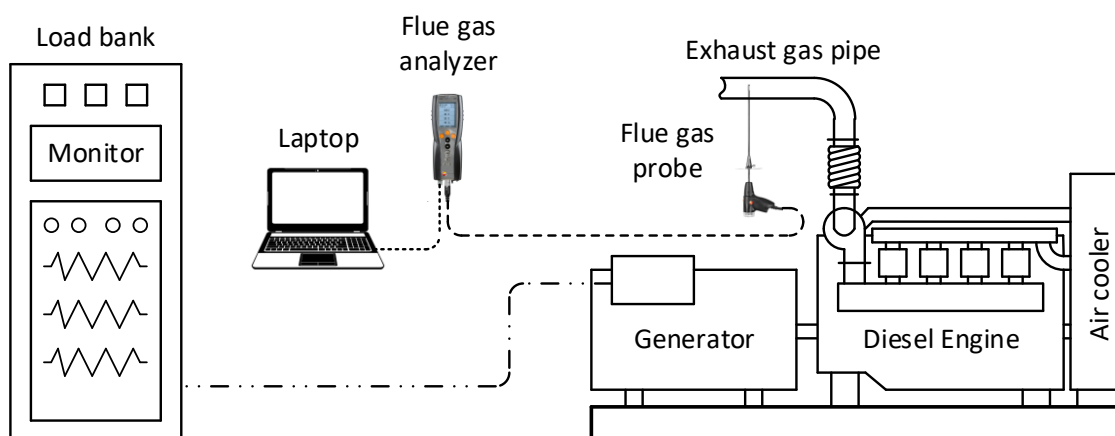 Load bank
Monitor
Laptop
Flue gas
analyzer
Exhaust gas pipe
Flue gas
probe
Generator
Diesel Engine
Air cooler